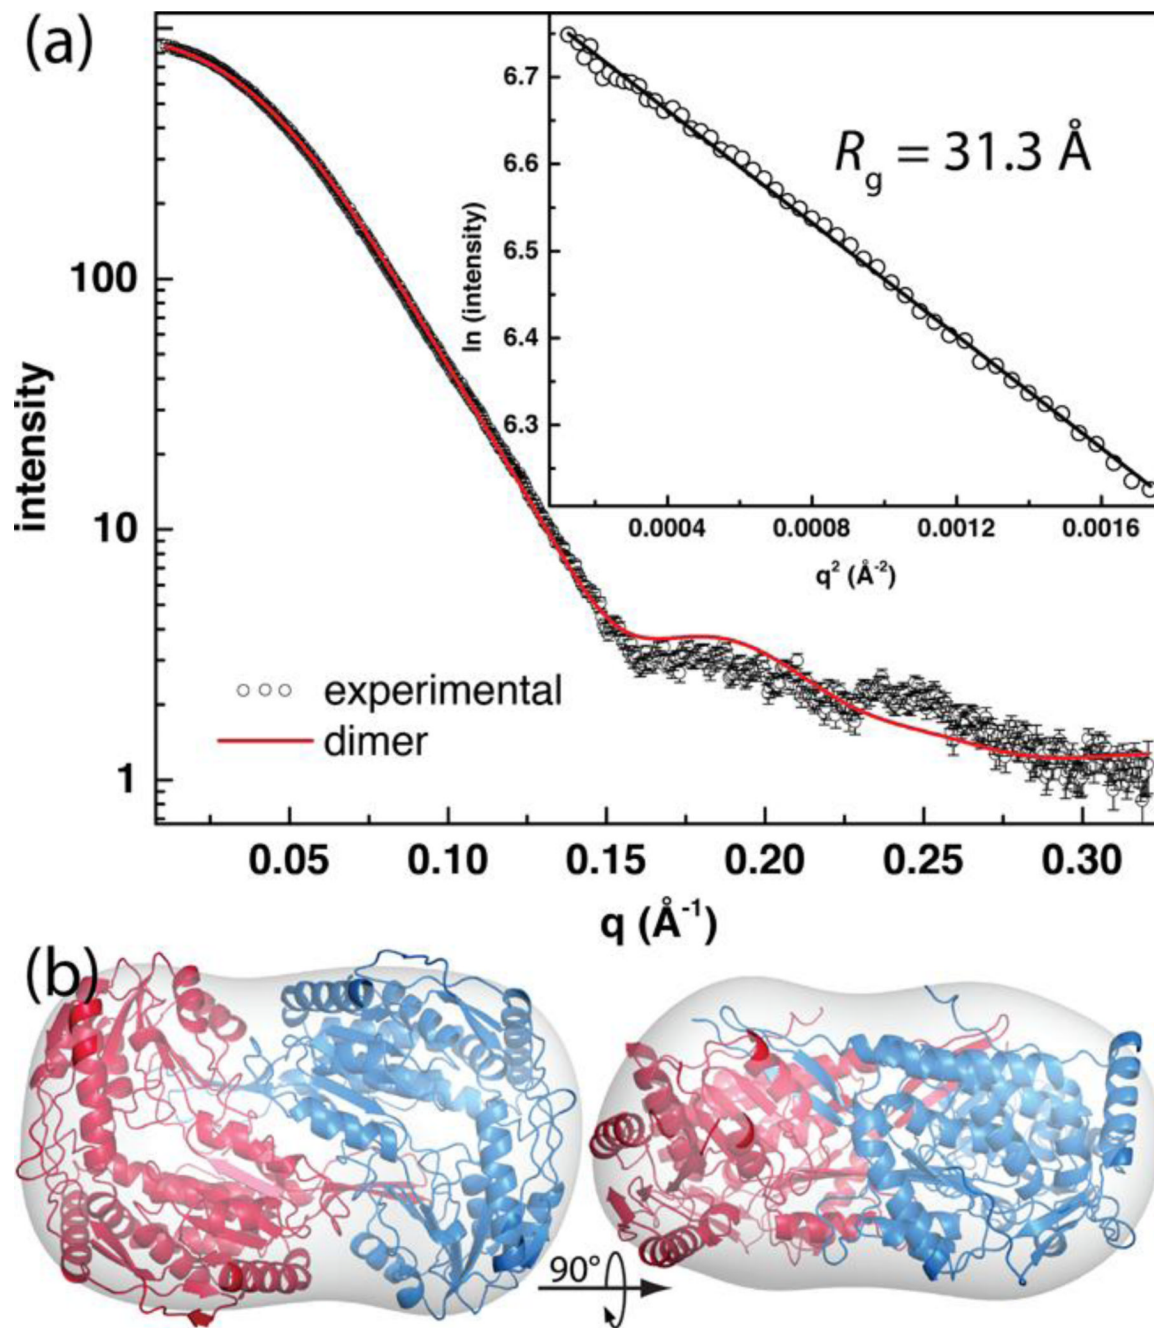 (a)
1
10
100
intensity
0.05 0.10 0.15 0.20 0.25 0.30
q (Å⁻¹)
experimental
dimer
6.7
6.6
6.5
6.4
6.3
ln (intensity)
0.0004 0.0008 0.0012 0.0016
q² (Å⁻²)
Rg = 31.3 Å
(b)
90°